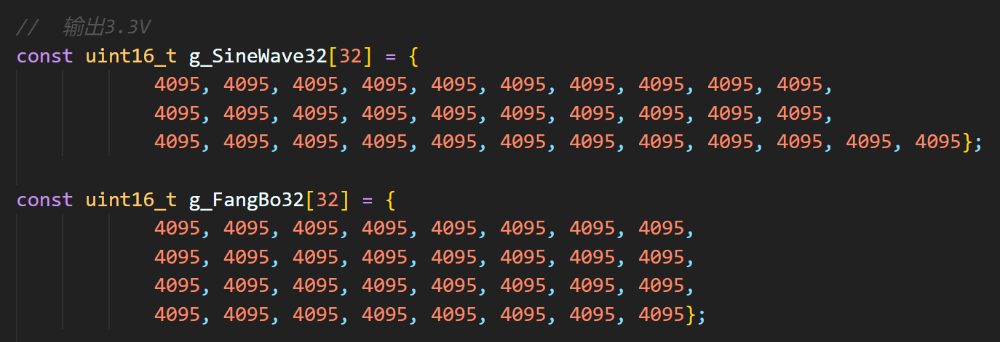 //  输出3.3V
const uint16_t g_SineWave32[32] = {
4095, 4095, 4095, 4095, 4095, 4095, 4095, 4095, 4095, 4095,
4095, 4095, 4095, 4095, 4095, 4095, 4095, 4095, 4095, 4095,
4095, 4095, 4095, 4095, 4095, 4095, 4095, 4095, 4095, 4095, 4095, 4095};
const uint16_t g_FangBo32[32] = {
4095, 4095, 4095, 4095, 4095, 4095, 4095, 4095,
4095, 4095, 4095, 4095, 4095, 4095, 4095, 4095,
4095, 4095, 4095, 4095, 4095, 4095, 4095, 4095,
4095, 4095, 4095, 4095, 4095, 4095, 4095, 4095};